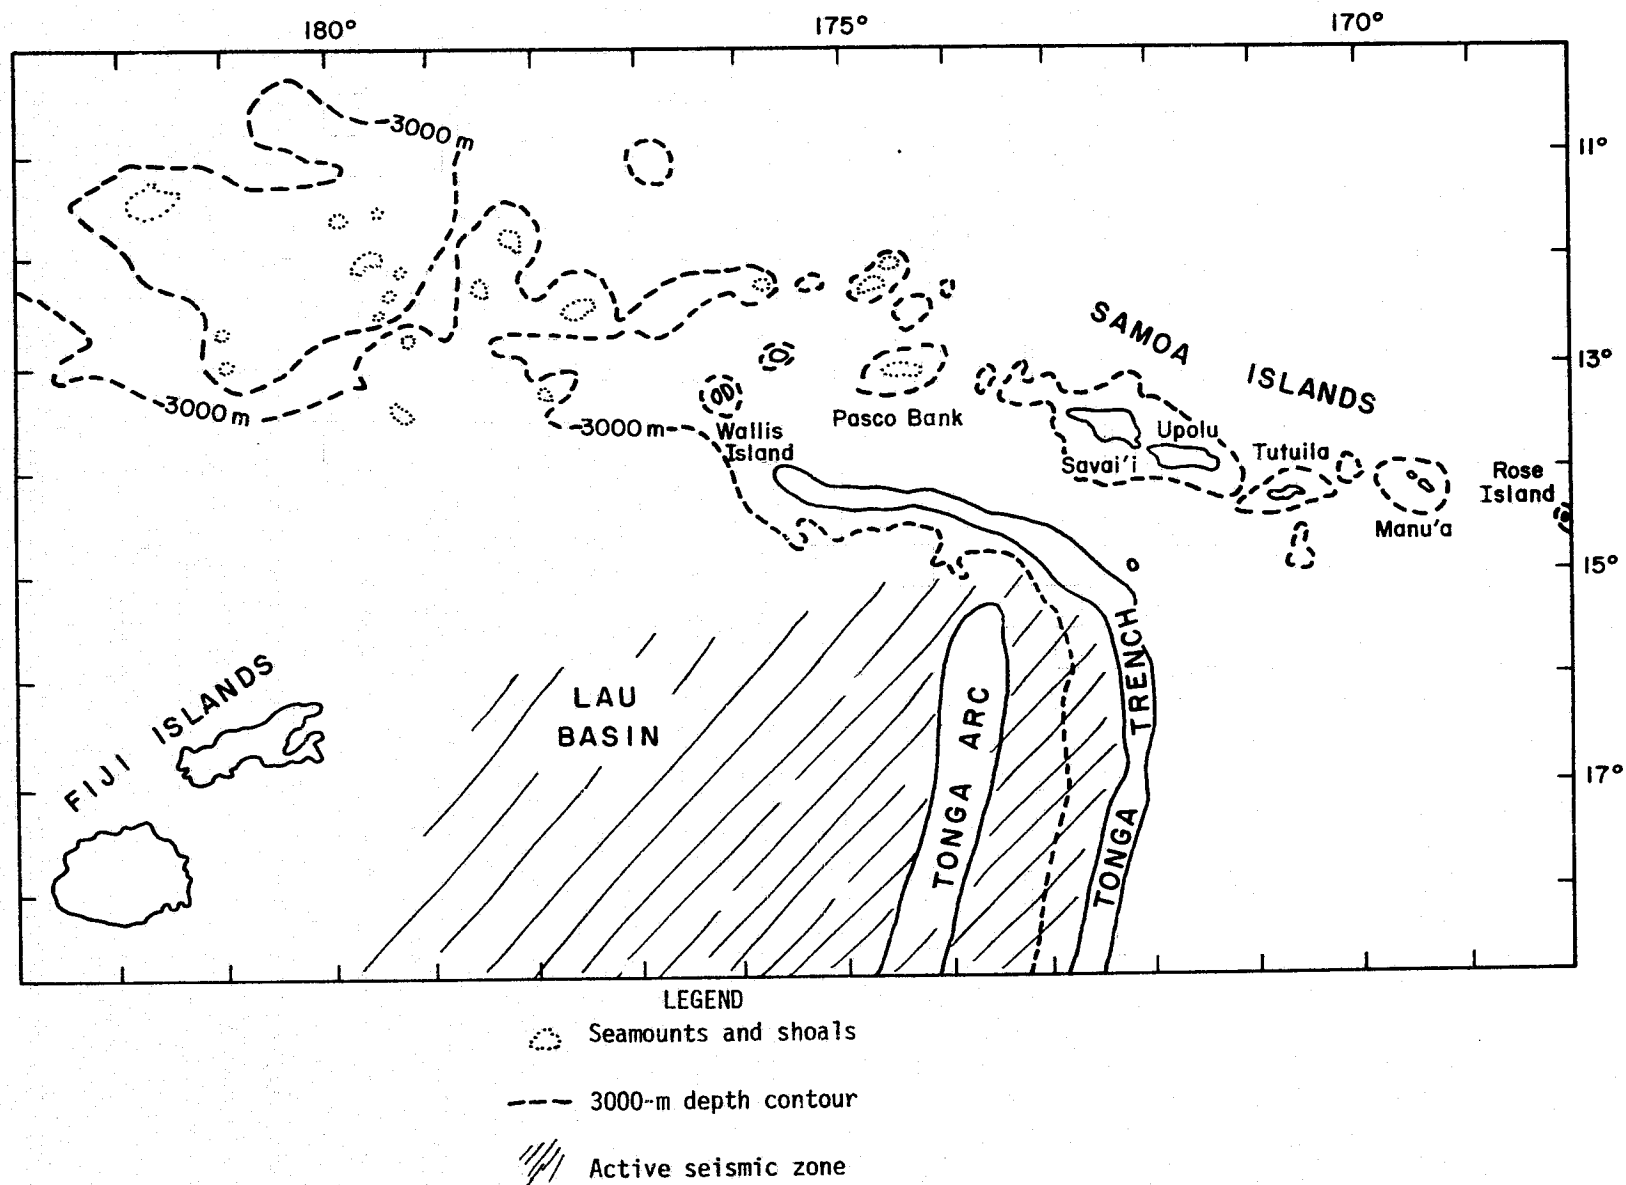 180° 175° 170°
3000 m
11°
SAMOA ISLANDS
13°
3000 m
3000 m
Pasco Bank
Wallis
Island
Upolu
Savai'i
Tutuila
Rose
Island
Manu'a
15°
FIJI ISLANDS
LAU
BASIN
TONGA ARC
TONGA TRENCH
17°
LEGEND
Seamounts and shoals
3000-m depth contour
Active seismic zone